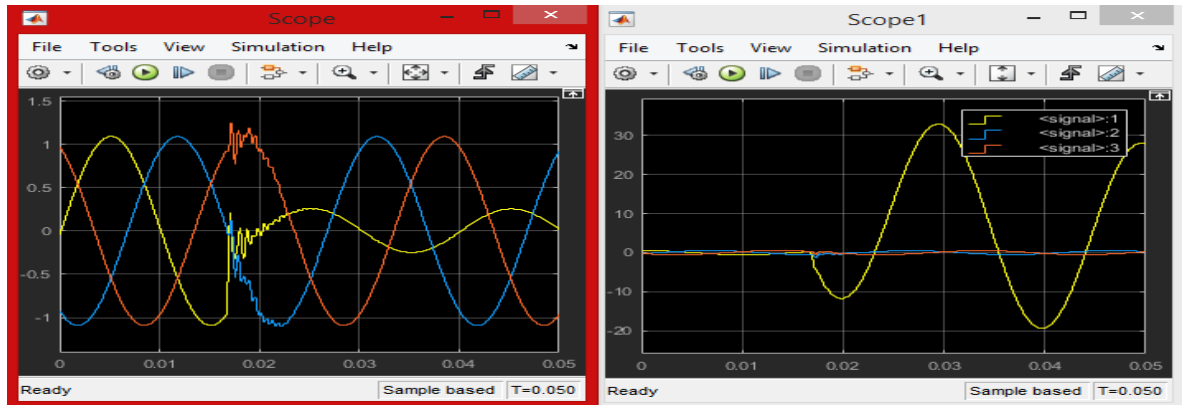 Scope
File Tools View Simulation Help
1.5
1
0.5
0
-0.5
-1
0 0.01 0.02 0.03 0.04 0.05
Ready Sample based T=0.050
Scope1
File Tools View Simulation Help
<signal>:1
<signal>:2
<signal>:3
30
20
10
0
-10
-20
0 0.01 0.02 0.03 0.04 0.05
Ready Sample based T=0.050